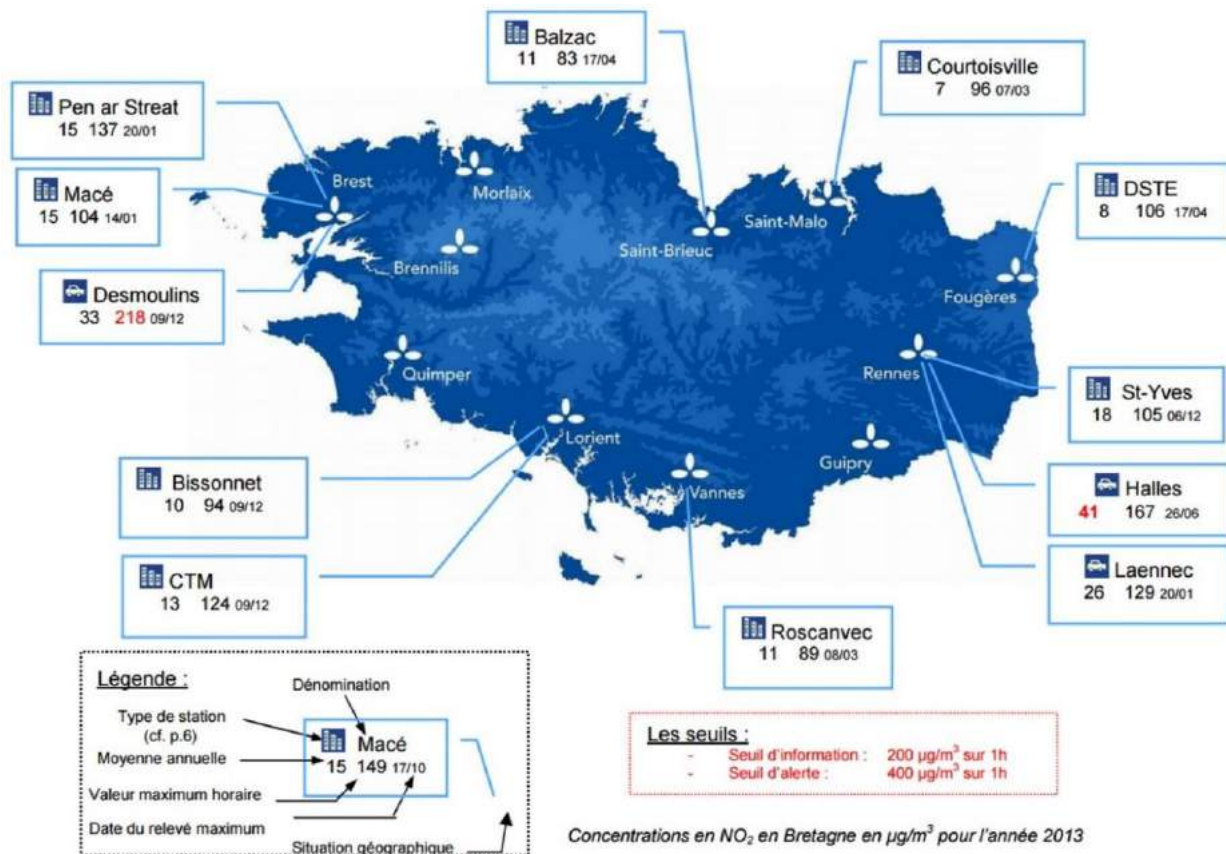 Balzac
11 83 17/04
Courtoisville
7 96 07/03
Pen ar Streat
15 137 20/01
Macé
15 104 14/01
Desmoulins
33 218 09/12
DSTE
8 106 17/04
Brest
Morlaix
Brennilis
Saint-Brieuc
Saint-Malo
Fougères
Quimper
Lorient
Rennes
Guipry
Vannes
St-Yves
18 105 06/12
Halles
41 167 26/06
Laennec
26 129 20/01
Bissonnet
10 94 09/12
CTM
13 124 09/12
Roscanvec
11 89 08/03
Légende :
Dénomination
Type de station
(cf. p.6)
Moyenne annuelle
Valeur maximum horaire
Date du relevé maximum
Situation géographique
Macé
15 149 17/10
Les seuils :
- Seuil d'information : 200 µg/m³ sur 1h
- Seuil d'alerte : 400 µg/m³ sur 1h
Concentrations en NO₂ en Bretagne en µg/m³ pour l'année 2013